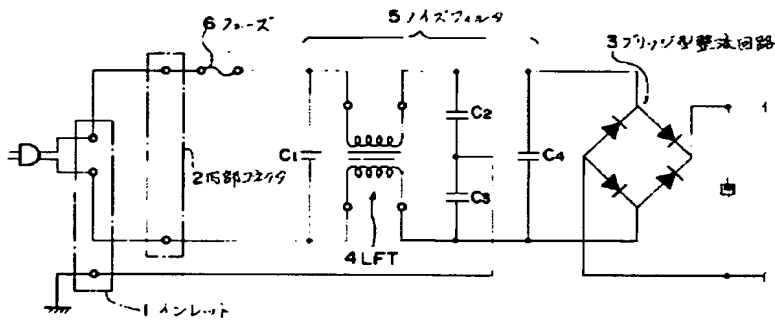 6 フューズ
5 ノイズフィルタ
3 ブリッジ型整流回路
C1
C2
C3
C4
2 内部コネクタ
4 LFT
1 インレット